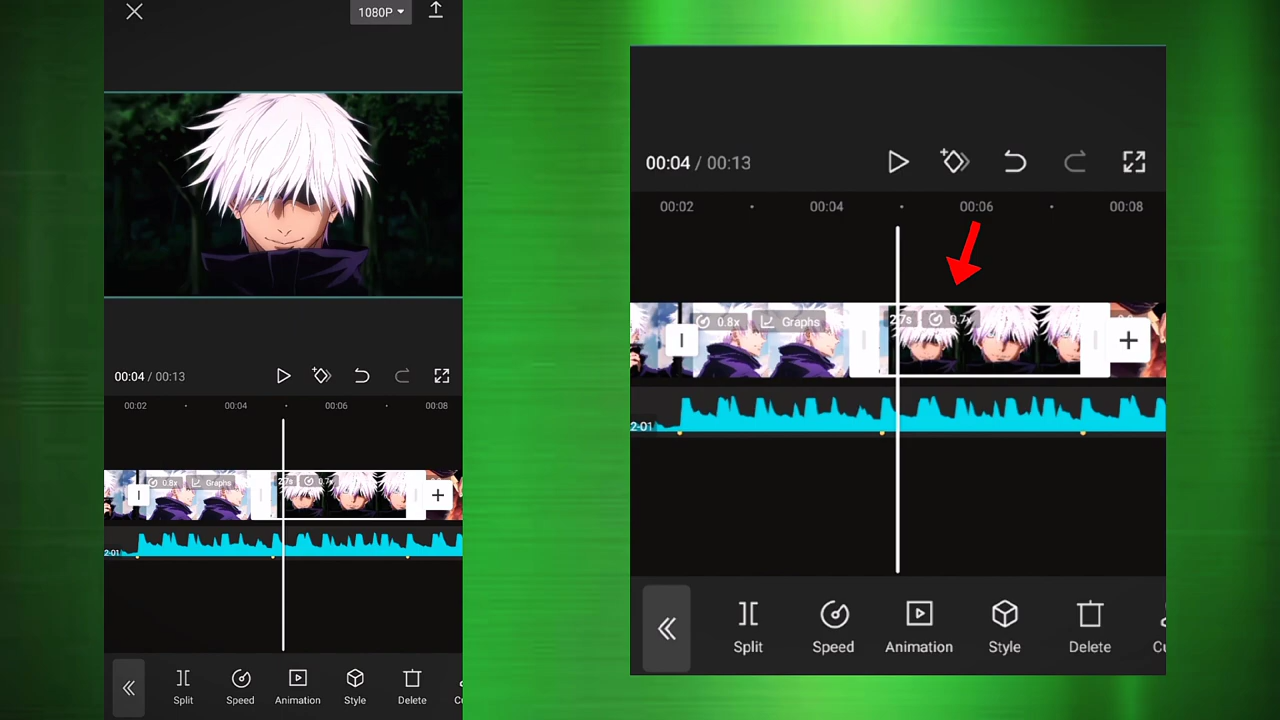 1080P
00:04 / 00:13
00:02 00:04 00:06 00:08
0.8x Graphs 2.7s 0.7x
2-01
Split Speed Animation Style Delete
00:04 / 00:13
00:02 00:04 00:06 00:08
0.8x Graphs 2.7s 0.7x
2-01
Split Speed Animation Style Delete